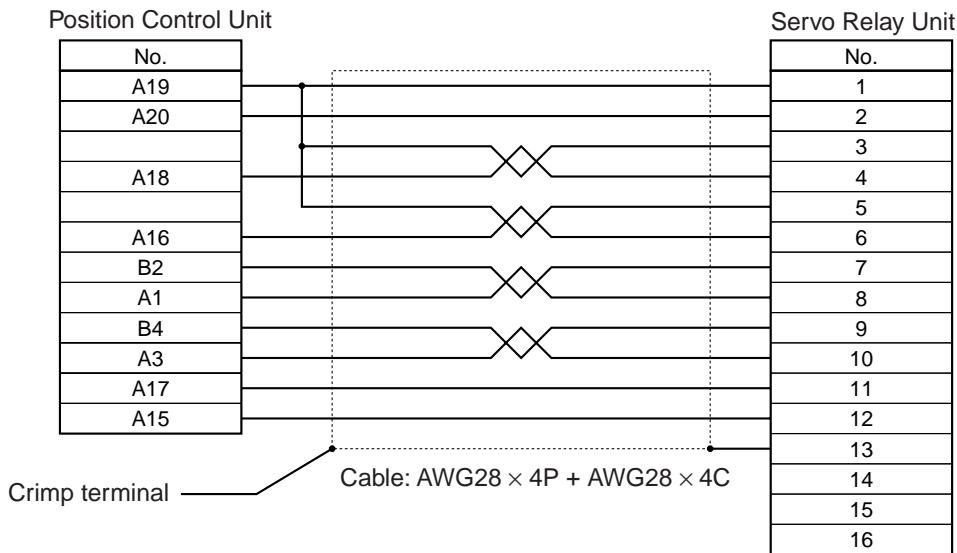 Position Control Unit
Servo Relay Unit
No.
A19
A20
A18
A16
B2
A1
B4
A3
A17
A15
No.
1
2
3
4
5
6
7
8
9
10
11
12
13
14
15
16
Crimp terminal
Cable: AWG28 × 4P + AWG28 × 4C